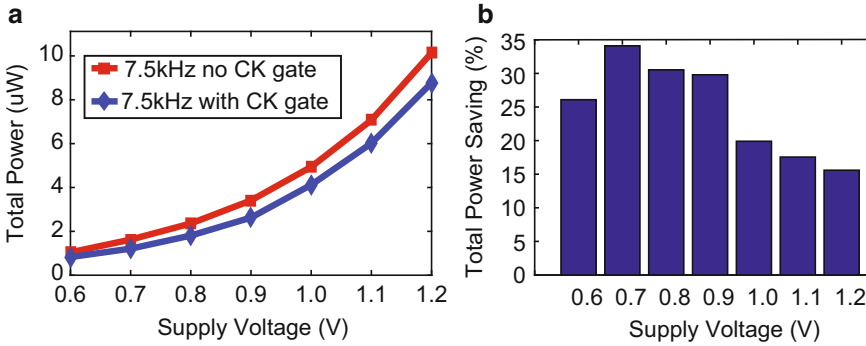 a
Total Power (uW)
10
8
6
4
2
0
7.5kHz no CK gate
7.5kHz with CK gate
0.6 0.7 0.8 0.9 1.0 1.1 1.2
Supply Voltage (V)
b
Total Power Saving (%)
35
30
25
20
15
10
5
0
0.6 0.7 0.8 0.9 1.0 1.1 1.2
Supply Voltage (V)